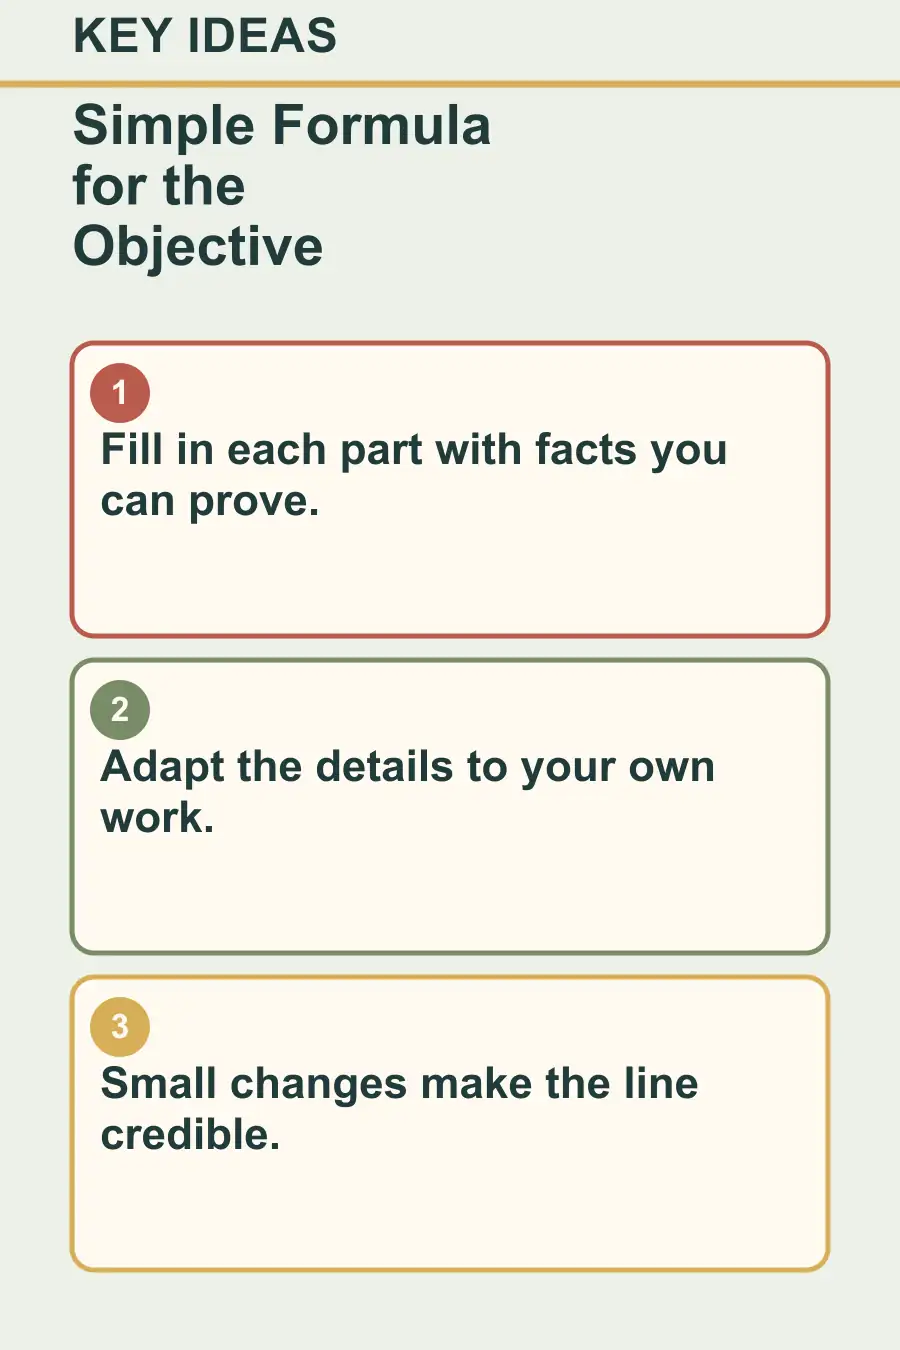 KEY IDEAS
Simple Formula
for the
Objective
1
Fill in each part with facts you
can prove.
2
Adapt the details to your own
work.
3
Small changes make the line
credible.